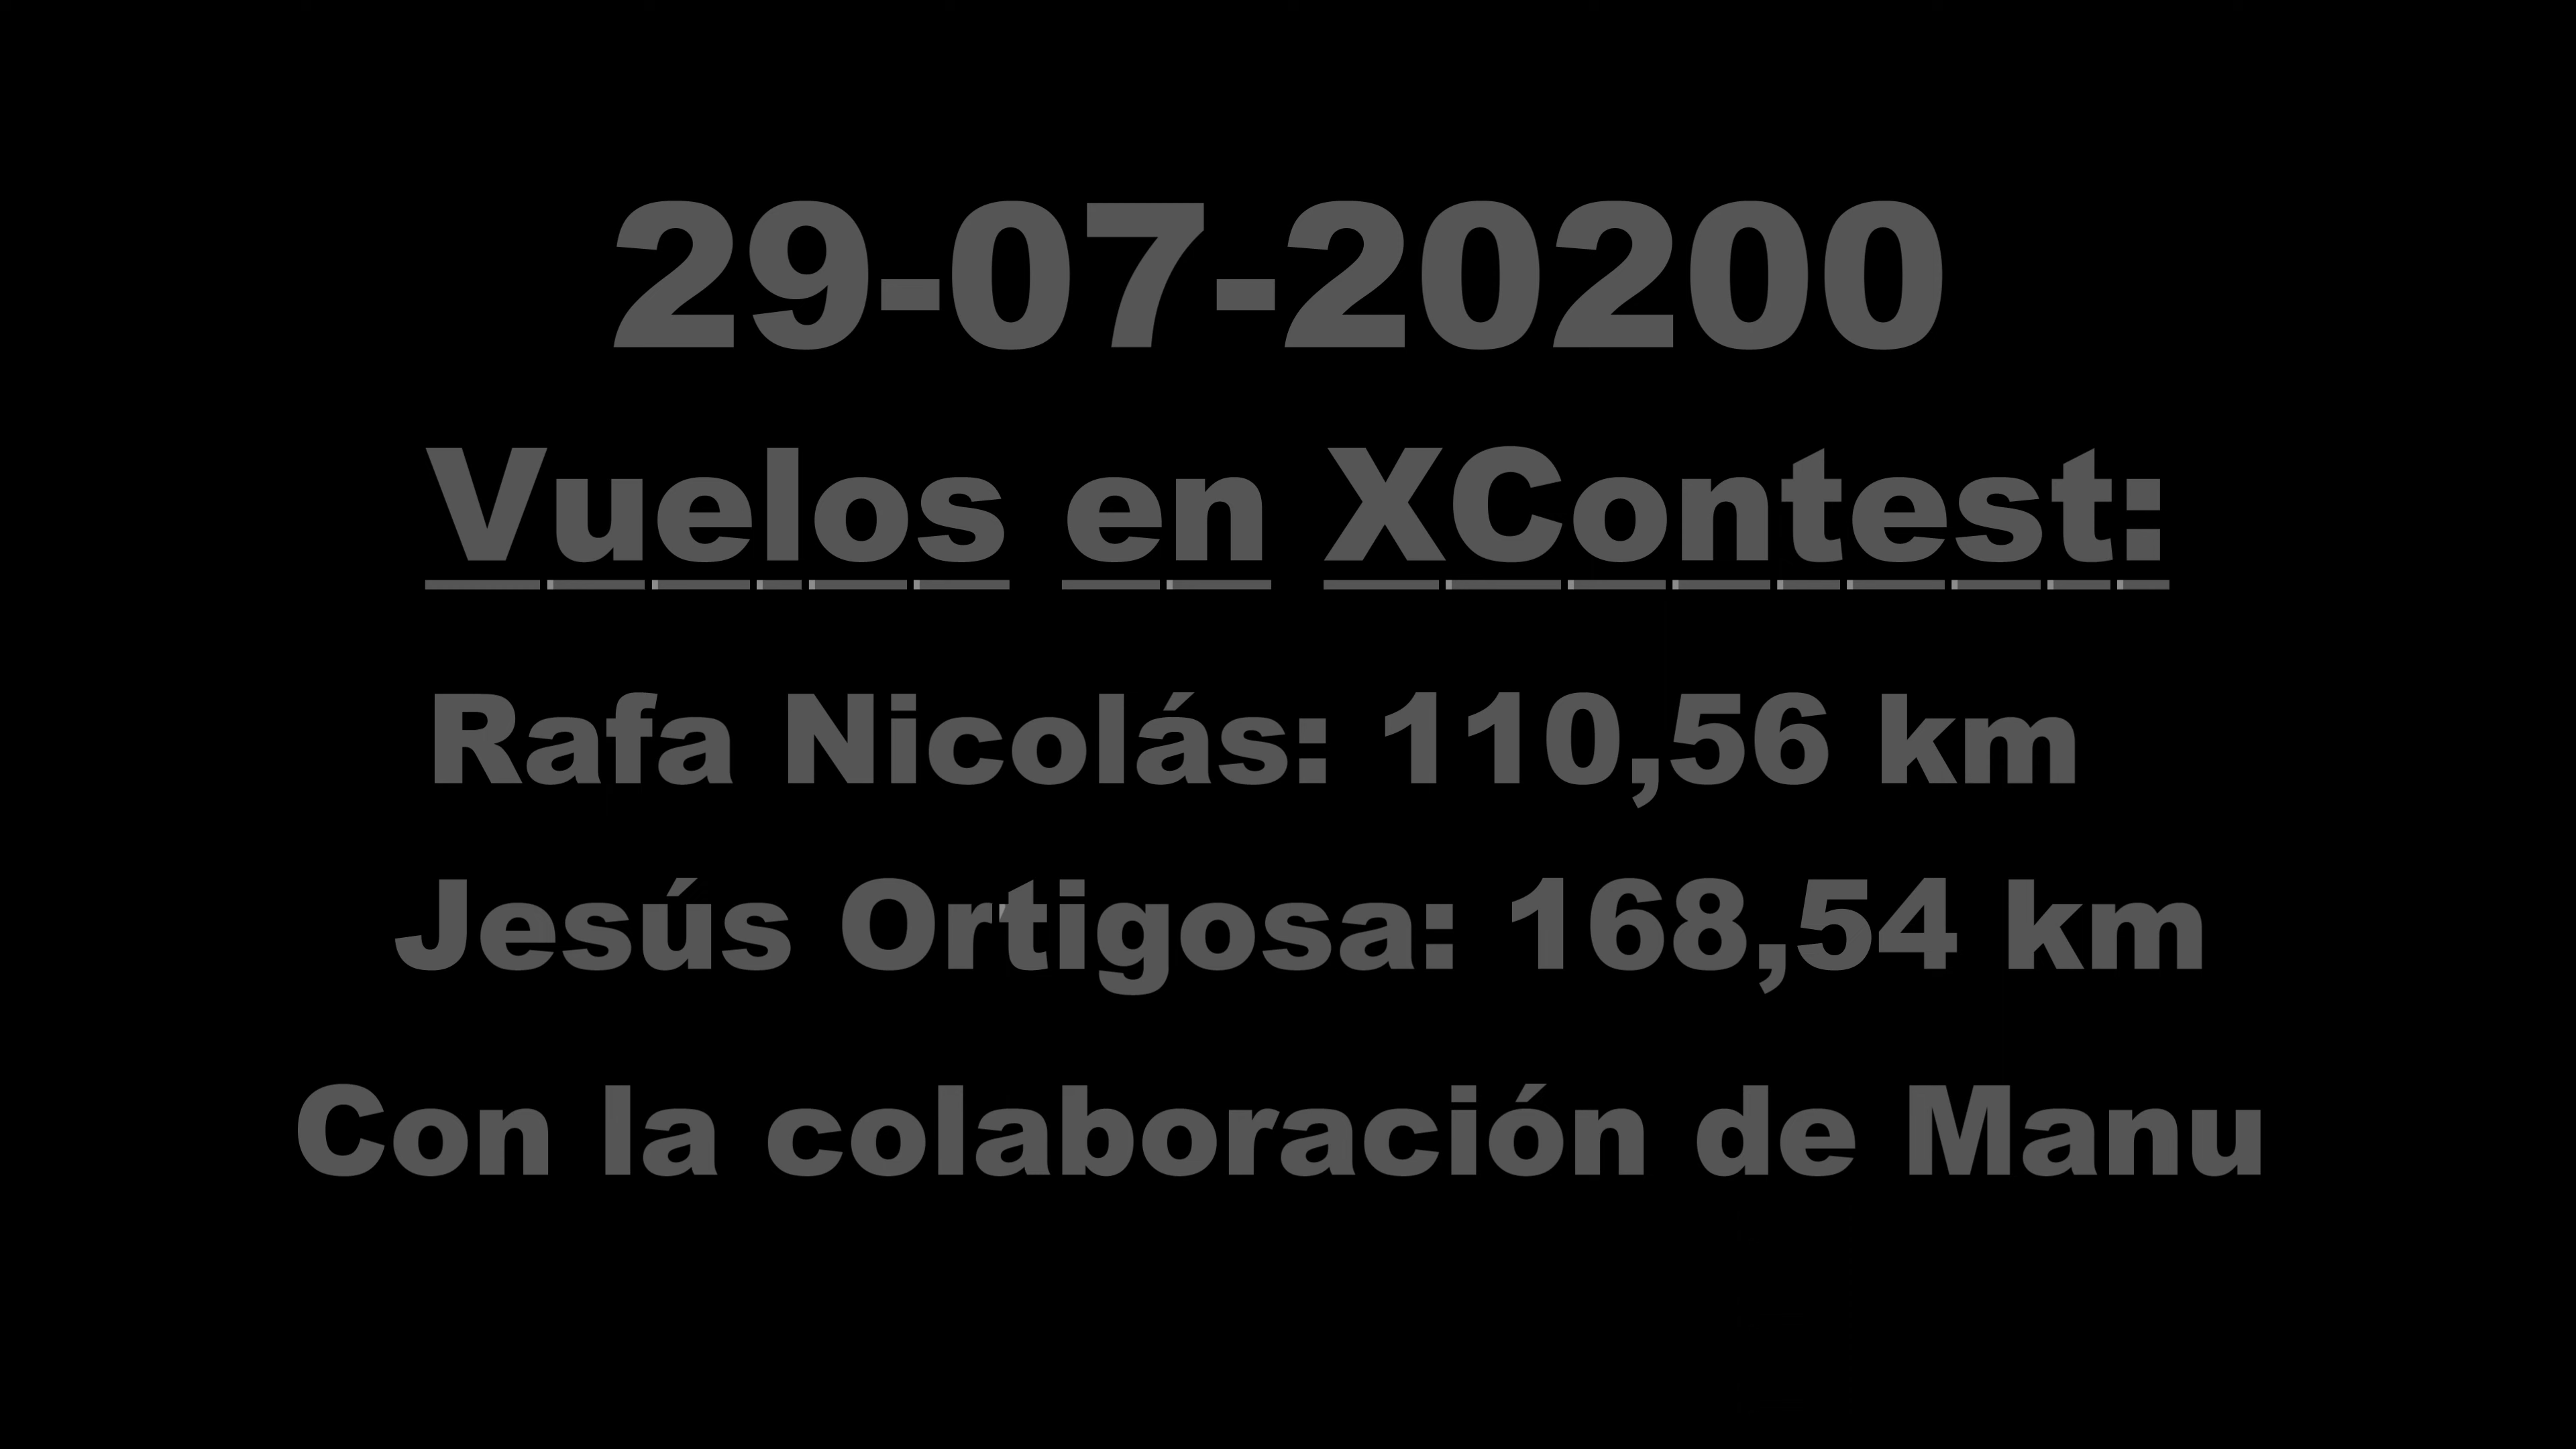 29-07-20200
Vuelos en XContest:
Rafa Nicolás: 110,56 km
Jesús Ortigosa: 168,54 km
Con la colaboración de Manu